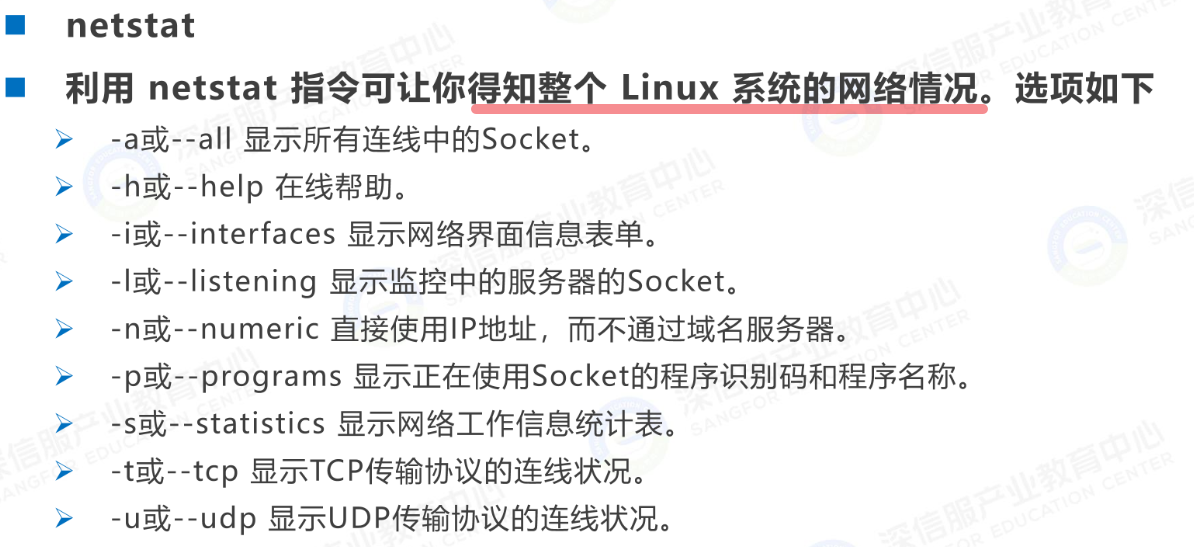 netstat
利用 netstat 指令可让你得知整个 Linux 系统的网络情况。选项如下
-a或--all 显示所有连线中的Socket。
-h或--help 在线帮助。
-i或--interfaces 显示网络界面信息表单。
-l或--listening 显示监控中的服务器的Socket。
-n或--numeric 直接使用IP地址，而不通过域名服务器。
-p或--programs 显示正在使用Socket的程序识别码和程序名称。
-s或--statistics 显示网络工作信息统计表。
-t或--tcp 显示TCP传输协议的连线状况。
-u或--udp 显示UDP传输协议的连线状况。
深信服产业教育中心
SANGFOR EDUCATION CENTER